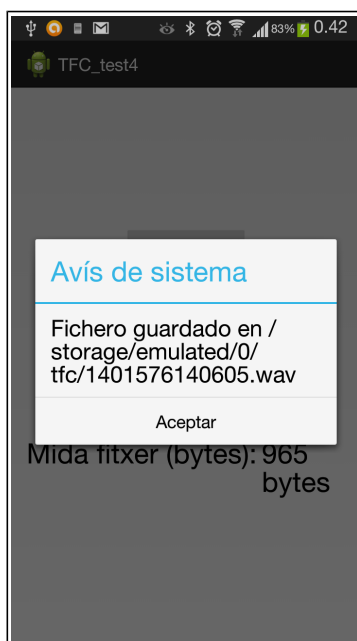 83% 0.42
TFC_test4
Avís de sistema
Fichero guardado en /
storage/emulated/0/
tfc/1401576140605.wav
Aceptar
Mida fitxer (bytes): 965
bytes